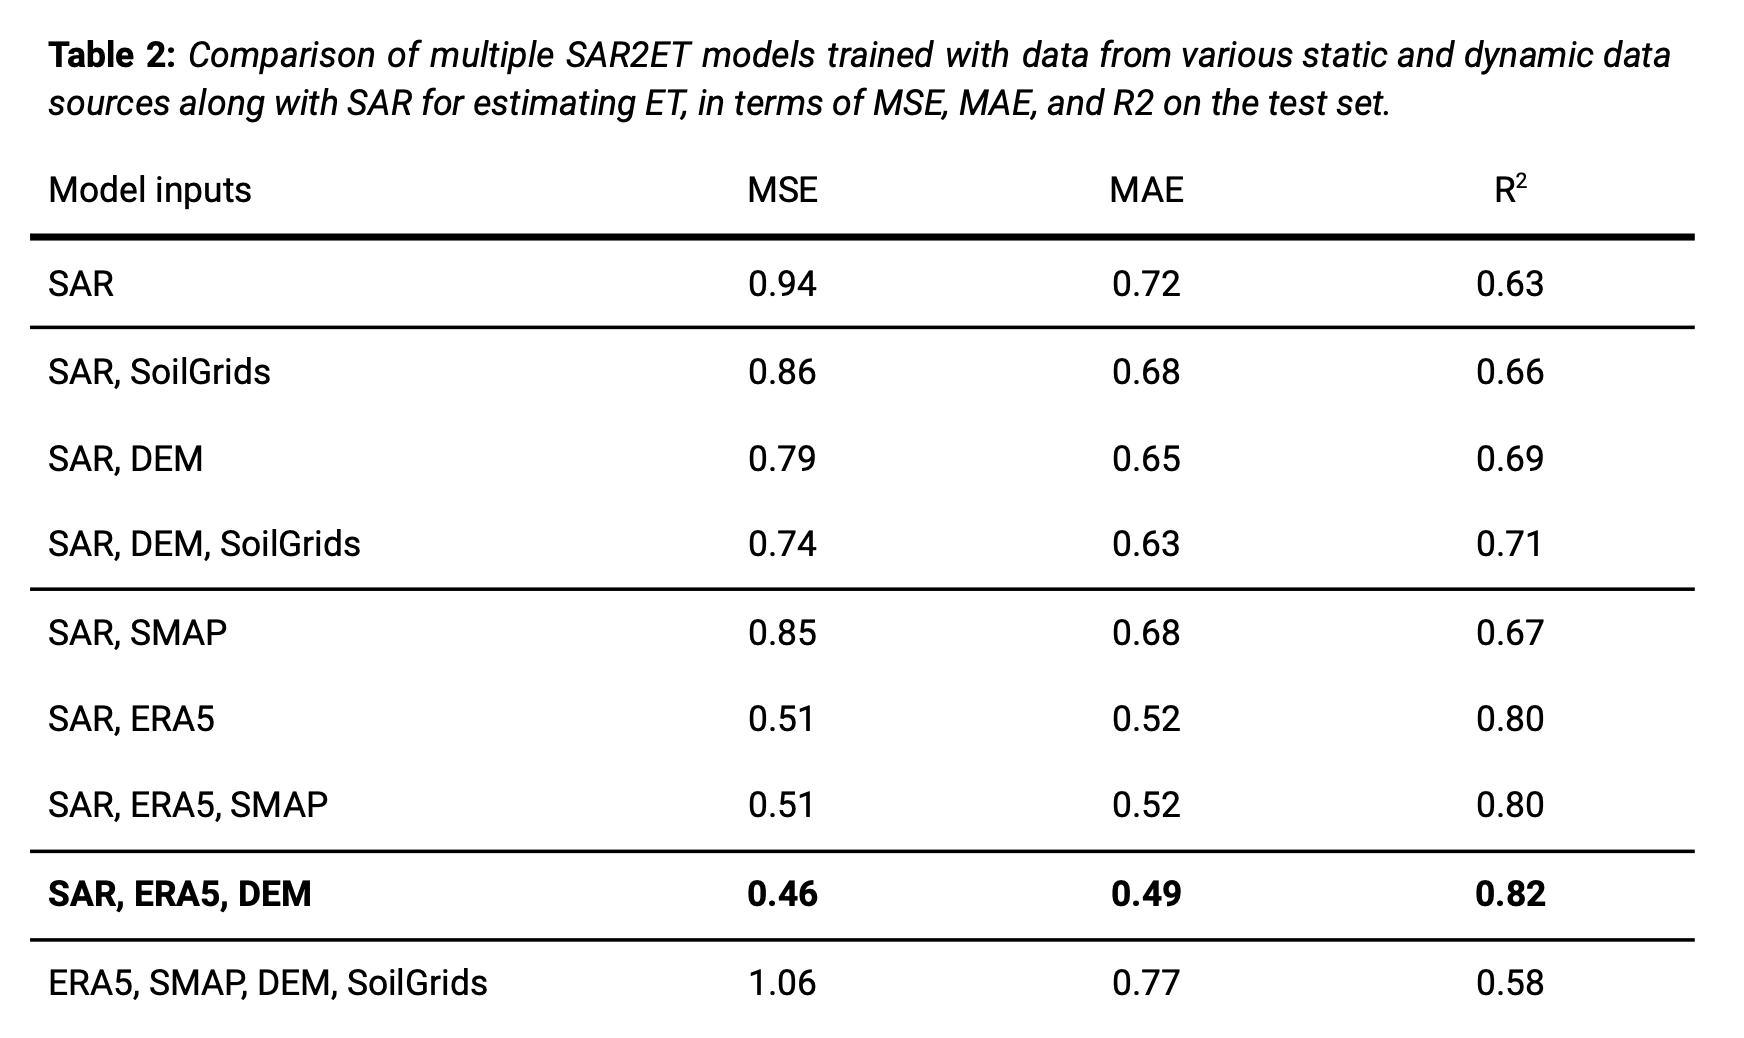 Table 2: Comparison of multiple SAR2ET models trained with data from various static and dynamic data
sources along with SAR for estimating ET, in terms of MSE, MAE, and R2 on the test set.
Model inputs MSE MAE R²
SAR 0.94 0.72 0.63
SAR, SoilGrids 0.86 0.68 0.66
SAR, DEM 0.79 0.65 0.69
SAR, DEM, SoilGrids 0.74 0.63 0.71
SAR, SMAP 0.85 0.68 0.67
SAR, ERA5 0.51 0.52 0.80
SAR, ERA5, SMAP 0.51 0.52 0.80
SAR, ERA5, DEM 0.46 0.49 0.82
ERA5, SMAP, DEM, SoilGrids 1.06 0.77 0.58